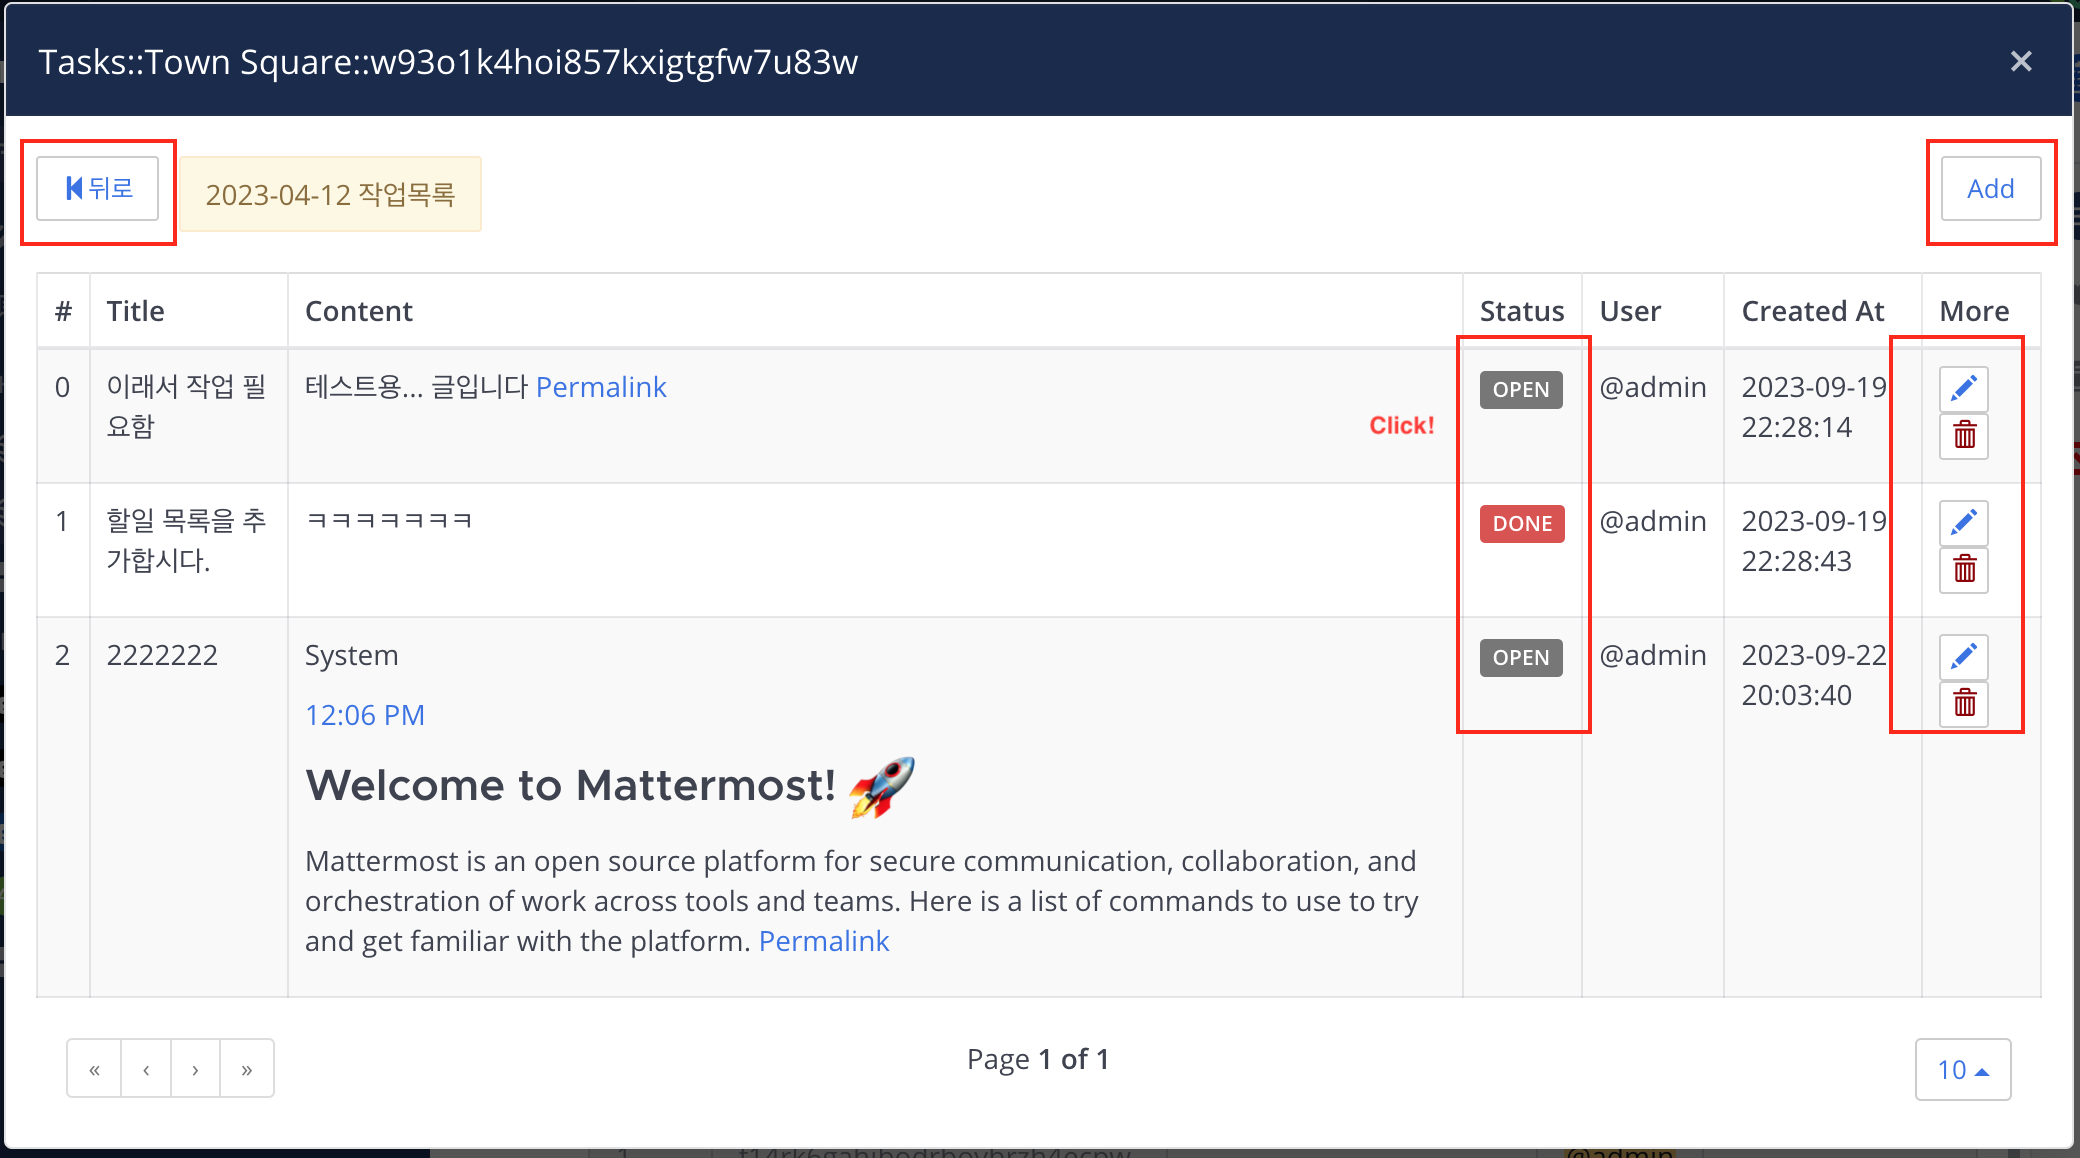 Tasks::Town Square::w93o1k4hoi857kxigtgfw7u83w ×
뒤로 2023-04-12 작업목록 Add
# Title Content Status User Created At More
0 이래서 작업 필 테스트용... 글입니다 Permalink OPEN @admin 2023-09-19
요함 Click! 22:28:14
1 할일 목록을 추 ㅋㅋㅋㅋㅋㅋㅋ DONE @admin 2023-09-19
가합시다. 22:28:43
2 2222222 System OPEN @admin 2023-09-22
12:06 PM 20:03:40
Welcome to Mattermost!
Mattermost is an open source platform for secure communication, collaboration, and
orchestration of work across tools and teams. Here is a list of commands to use to try
and get familiar with the platform. Permalink
« ‹ › » Page 1 of 1 10
@admin